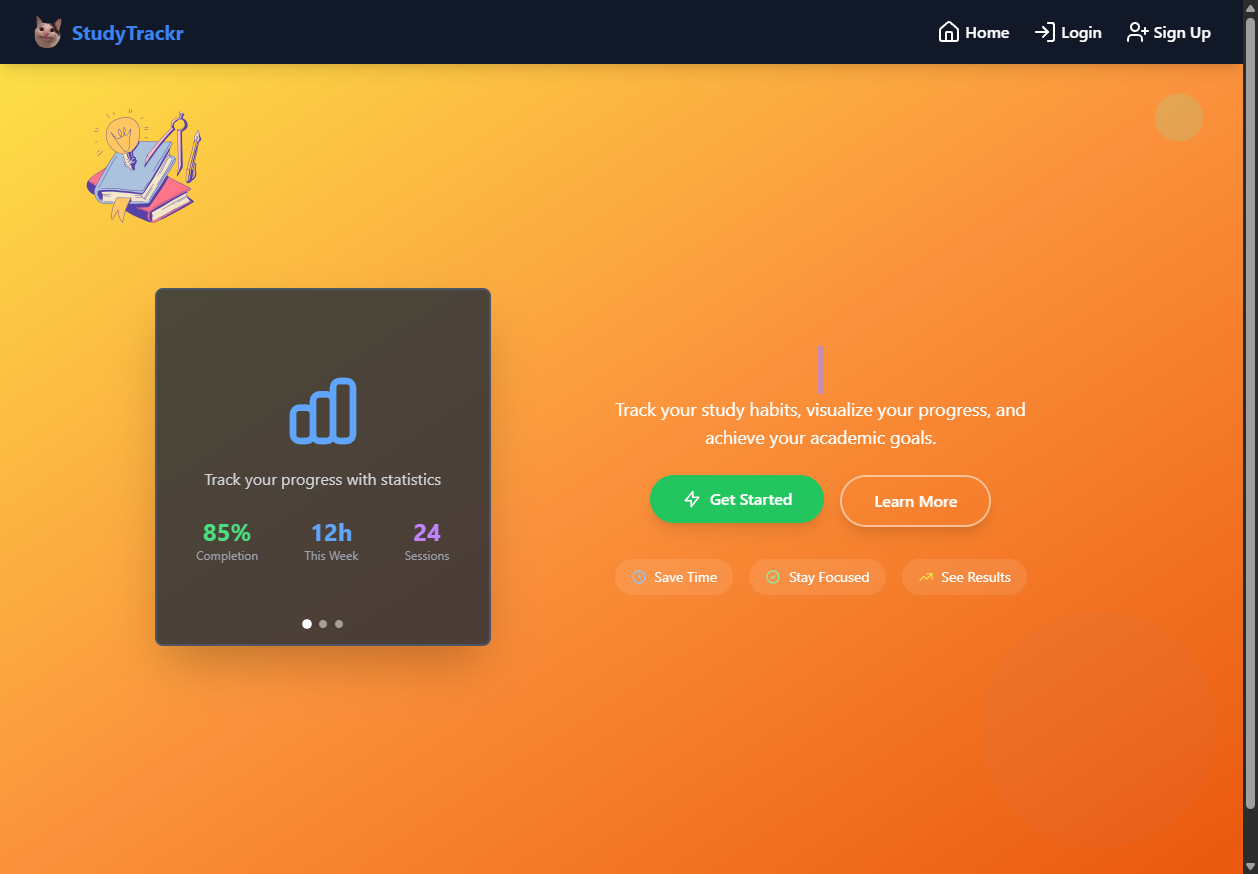 StudyTrackr
Home
Login
Sign Up
Track your progress with statistics
85%
12h
24
Completion
This Week
Sessions
Track your study habits, visualize your progress, and
achieve your academic goals.
Get Started
Learn More
Save Time
Stay Focused
See Results